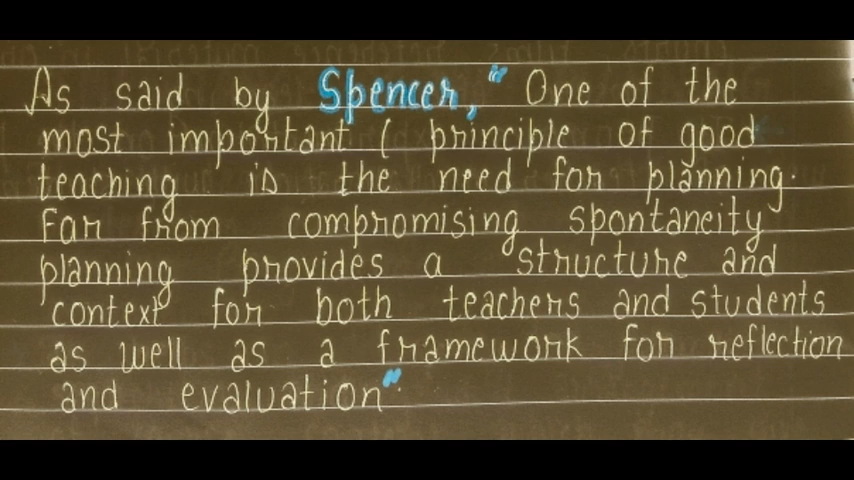 As said by Spencer, "One of the
most important ( principle of good
teaching is the need for planning.
Far from compromising spontaneity
planning provides a structure and
context for both teachers and students
as well as a framework for reflection
and evaluation".